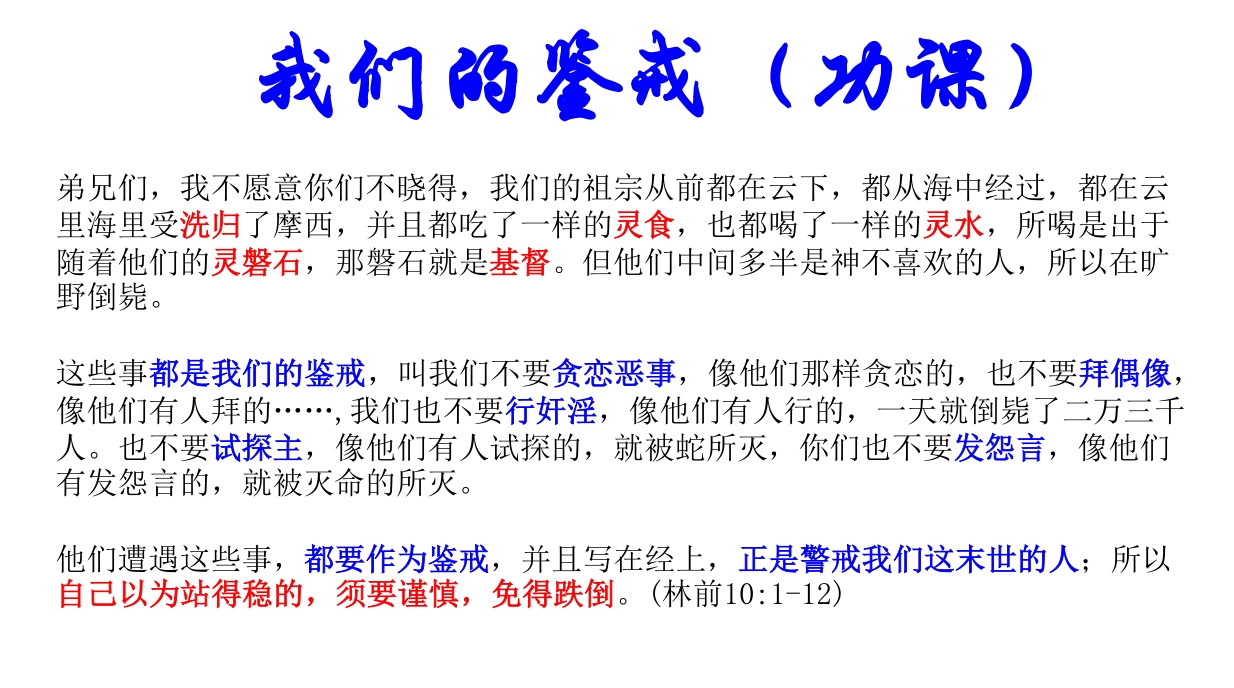 我们的鉴戒（功课）
弟兄们，我不愿意你们不晓得，我们的祖宗从前都在云下，都从海中经过，都在云
里海里受洗归了摩西，并且都吃了一样的灵食，也都喝了一样的灵水，所喝是出于
随着他们的灵磐石，那磐石就是基督。但他们中间多半是神不喜欢的人，所以在旷
野倒毙。
这些事都是我们的鉴戒，叫我们不要贪恋恶事，像他们那样贪恋的，也不要拜偶像，
像他们有人拜的……,我们也不要行奸淫，像他们有人行的，一天就倒毙了二万三千
人。也不要试探主，像他们有人试探的，就被蛇所灭，你们也不要发怨言，像他们
有发怨言的，就被灭命的所灭。
他们遭遇这些事，都要作为鉴戒，并且写在经上，正是警戒我们这末世的人；所以
自己以为站得稳的，须要谨慎，免得跌倒。(林前10:1-12)